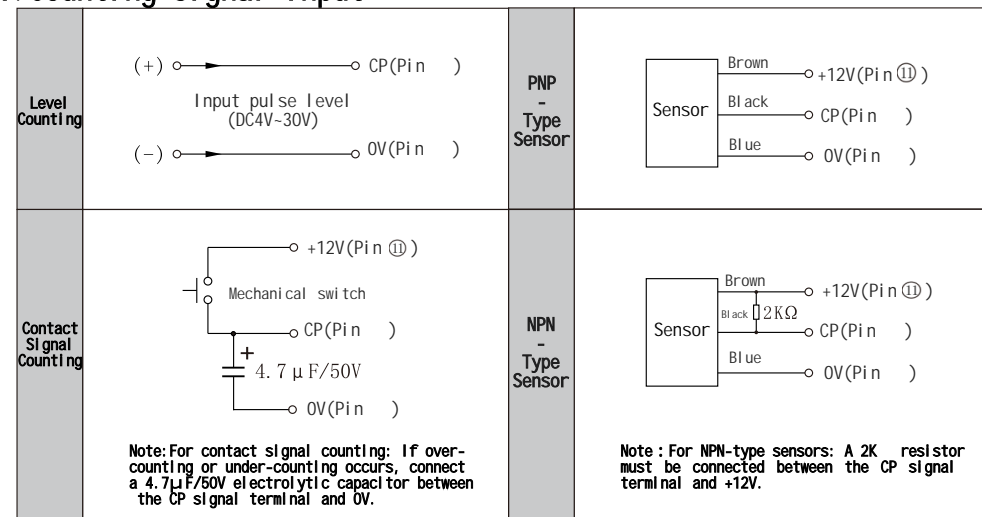 Counting Signal Input
Level
Counting
(+) CP(Pin )
Input pulse level
(DC4V~30V)
(-) 0V(Pin )
PNP
-
Type
Sensor
Sensor
Brown
+12V(Pin ⑪)
Black
CP(Pin )
Blue
0V(Pin )
Contact
Signal
Counting
+12V(Pin ⑪)
Mechanical switch
CP(Pin )
+
4.7μF/50V
0V(Pin )
Note:For contact signal counting: If over-
counting or under-counting occurs, connect
a 4.7μF/50V electrolytic capacitor between
the CP signal terminal and 0V.
NPN
-
Type
Sensor
Sensor
Brown
+12V(Pin ⑪)
Black 2KΩ
CP(Pin )
Blue
0V(Pin )
Note:For NPN-type sensors: A 2K resistor
must be connected between the CP signal
terminal and +12V.